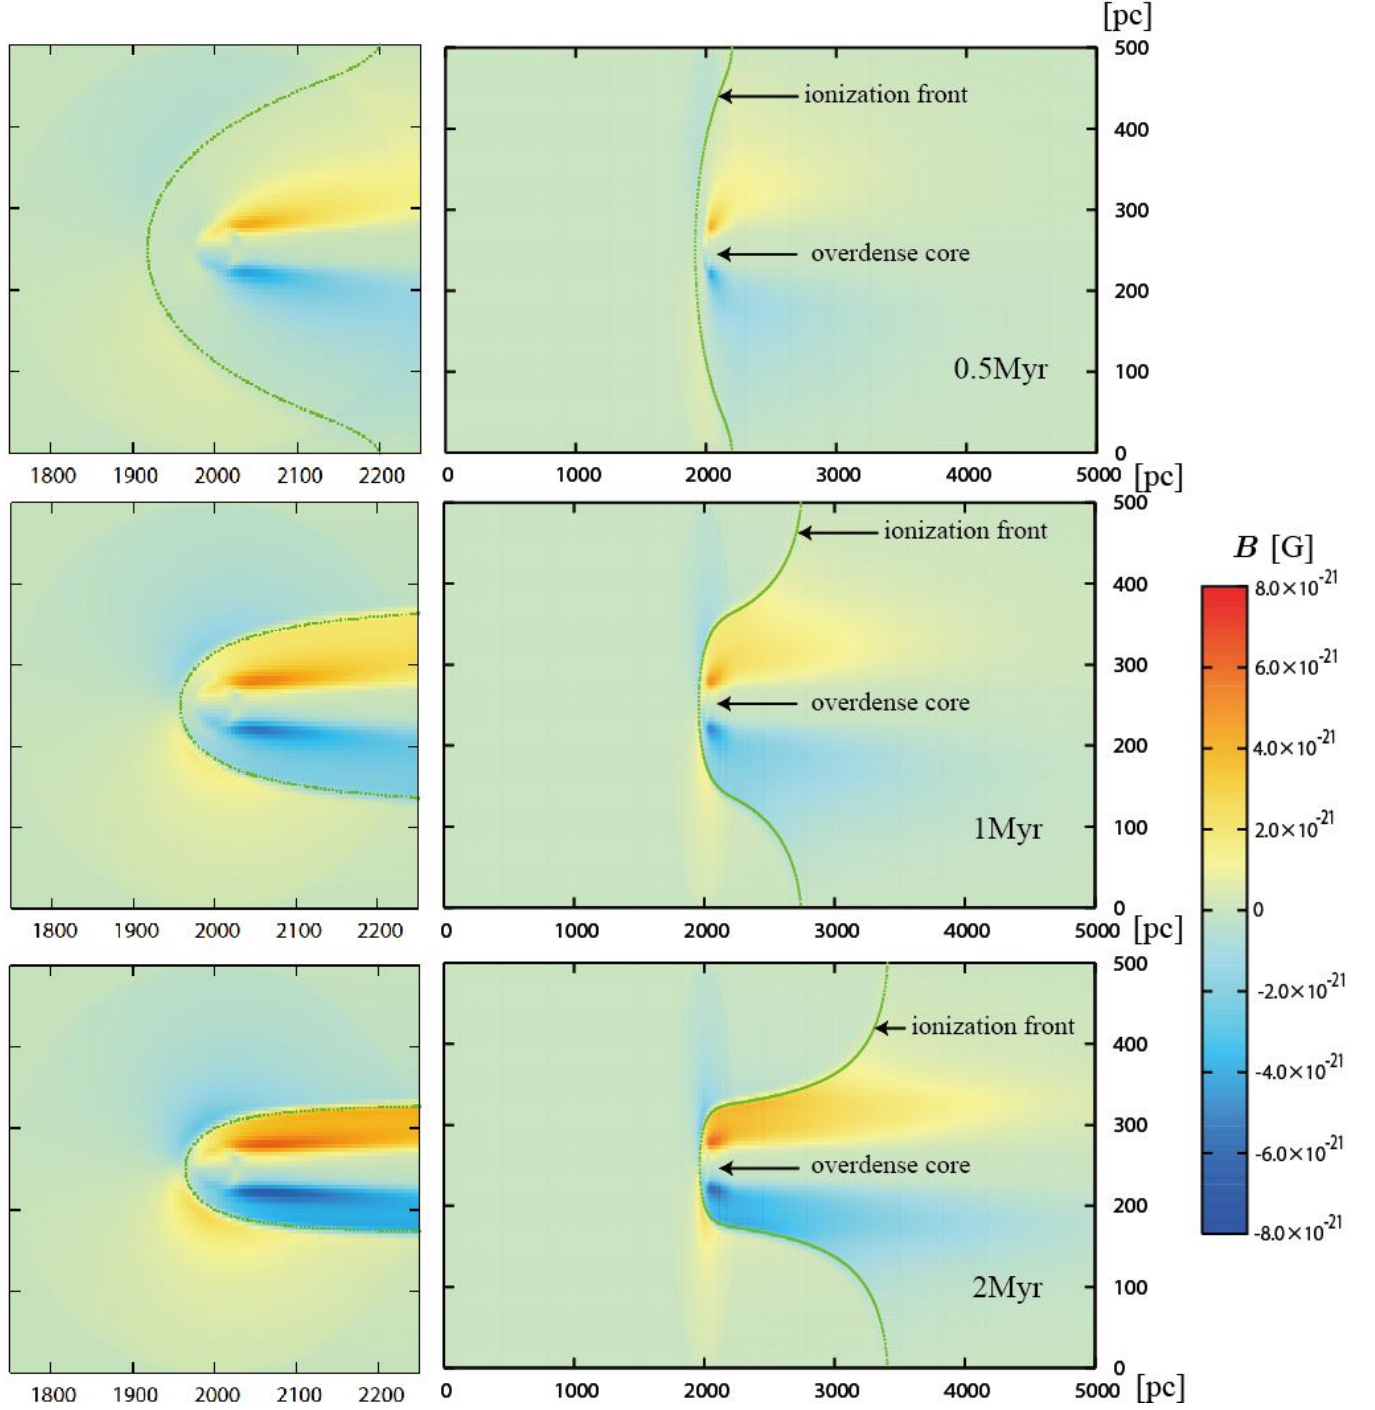 [pc]
500
ionization front
400
300
overdense core
200
0.5Myr
100
0
1800 1900 2000 2100 2200
0 1000 2000 3000 4000 5000 [pc]
500
ionization front
400
300
overdense core
200
1Myr
100
0
1800 1900 2000 2100 2200
0 1000 2000 3000 4000 5000 [pc]
500
ionization front
400
300
overdense core
200
2Myr
100
0
1800 1900 2000 2100 2200
0 1000 2000 3000 4000 5000 [pc]
B [G]
8.0×10⁻²¹
6.0×10⁻²¹
4.0×10⁻²¹
2.0×10⁻²¹
0
-2.0×10⁻²¹
-4.0×10⁻²¹
-6.0×10⁻²¹
-8.0×10⁻²¹